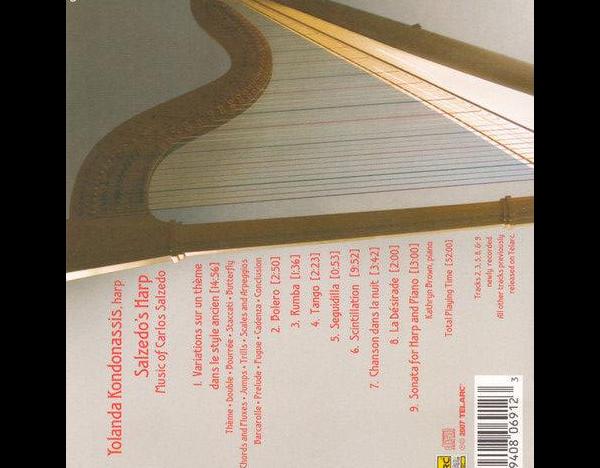 Yolanda Kondonassis, harp
Salzedo's Harp
Music of Carlos Salzedo
1. Variations sur un thème
dans le style ancien [14:56]
Thème • Double • Bourrée • Staccati • Butterfly
Chords and Fluxes • Jumps • Trills • Scales and Arpeggios
Barcarolle • Prelude • Fugue • Cadenza • Conclusion
2. Bolero [2:50]
3. Rumba [1:36]
4. Tango [2:23]
5. Seguidilla [0:53]
6. Scintillation [9:52]
7. Chanson dans la nuit [3:42]
8. La désirade [2:00]
9. Sonata for Harp and Piano [13:00]
Kathryn Brown, piano
Total Playing Time [52:00]
Tracks 2, 3, 5, 8, & 9
newly recorded
All other tracks previously
released on Telarc
℗© 2007 TELARC
9408 06912 3